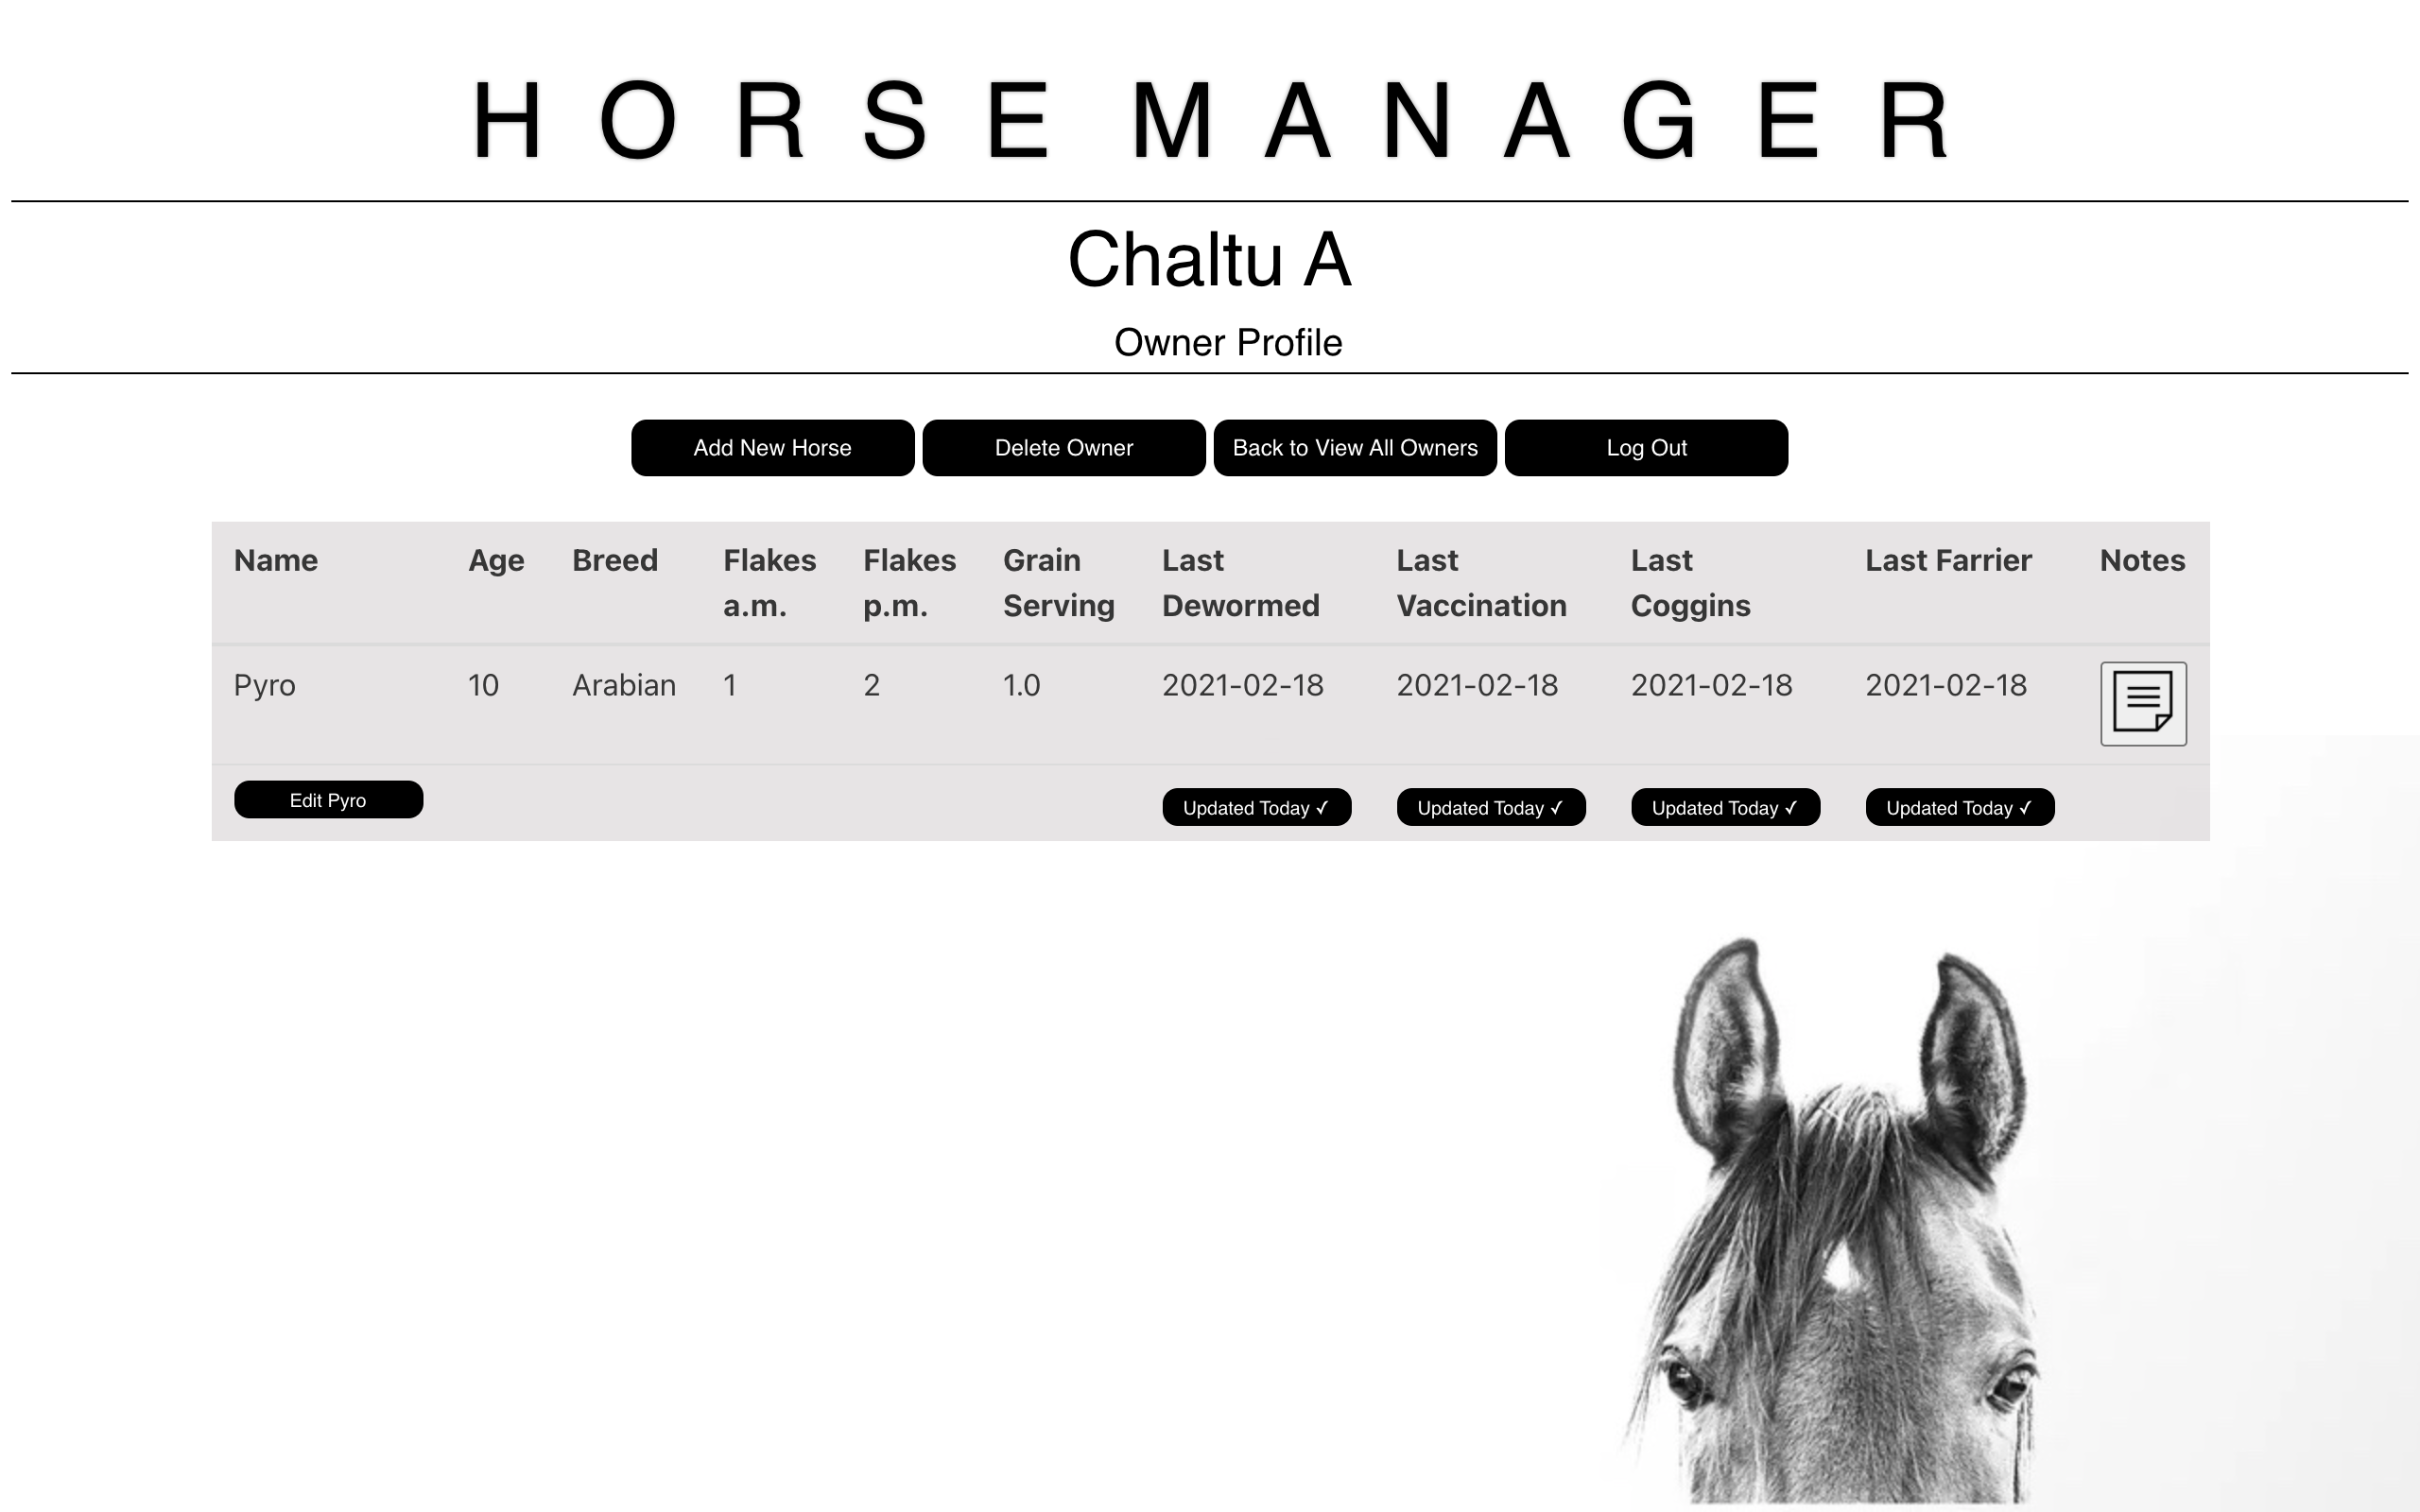 HORSE MANAGER
Chaltu A
Owner Profile
Add New Horse Delete Owner Back to View All Owners Log Out
Name Age Breed Flakes a.m. Flakes p.m. Grain Serving Last Dewormed Last Vaccination Last Coggins Last Farrier Notes
Pyro 10 Arabian 1 2 1.0 2021-02-18 2021-02-18 2021-02-18 2021-02-18
Edit Pyro Updated Today ✓ Updated Today ✓ Updated Today ✓ Updated Today ✓